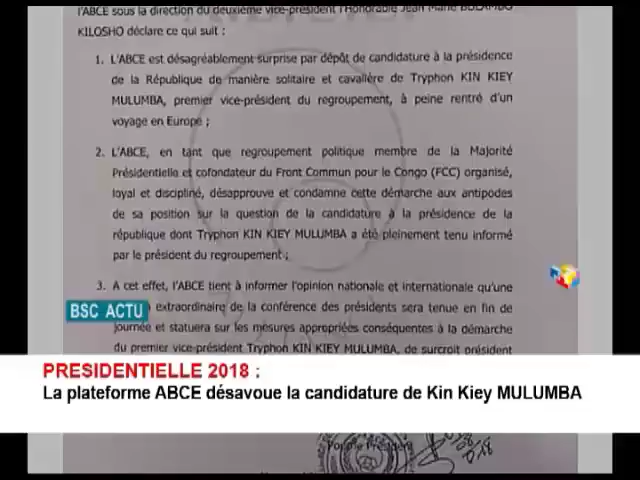 l'ABCE sous la direction du deuxième vice-président l'Honorable Jean Marie BULAMBO
KILOSHO déclare ce qui suit :
1. L'ABCE est désagréablement surprise par dépôt de candidature à la présidence
de la République de manière solitaire et cavalière de Tryphon KIN KIEY
MULUMBA, premier vice-président du regroupement, à peine rentré d'un
voyage en Europe ;
2. L'ABCE, en tant que regroupement politique membre de la Majorité
Présidentielle et cofondateur du Front Commun pour le Congo (FCC) organisé,
loyal et discipliné, désapprouve et condamne cette démarche aux antipodes
de sa position sur la question de la candidature à la présidence de la
république dont Tryphon KIN KIEY MULUMBA a été pleinement tenu informé
par le président du regroupement ;
3. A cet effet, l'ABCE tient à informer l'opinion nationale et internationale qu'une
extraordinaire de la conférence des présidents sera tenue en fin de
BSC ACTU
journée et statuera sur les mesures appropriées conséquentes à la démarche
du premier vice-président Tryphon KIN KIEY MULUMBA, de surcroit président
PRESIDENTIELLE 2018 :
La plateforme ABCE désavoue la candidature de Kin Kiey MULUMBA